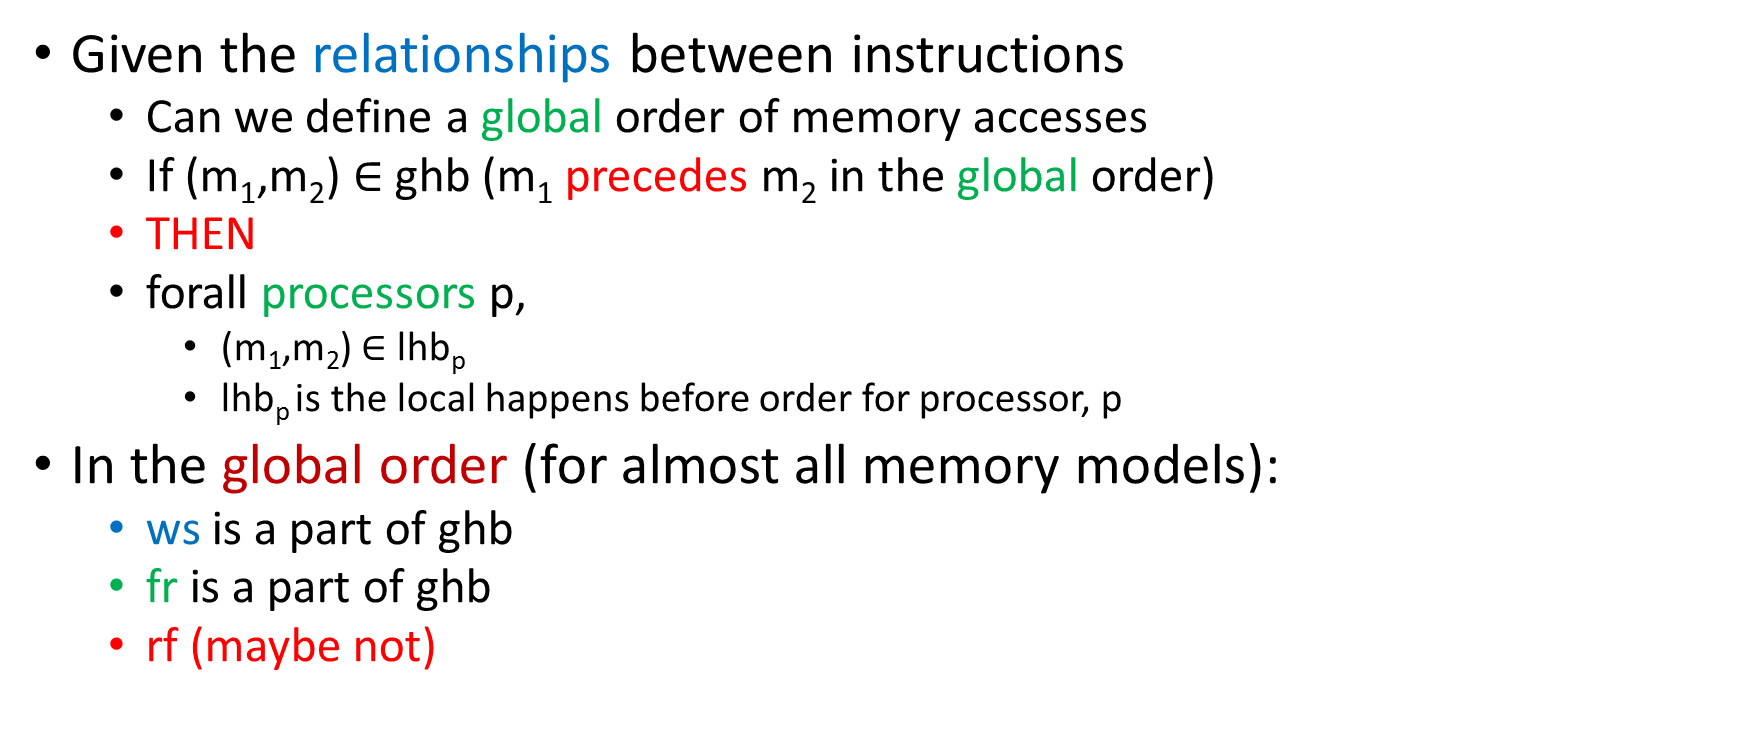 • Given the relationships between instructions
• Can we define a global order of memory accesses
• If (m₁,m₂) ∈ ghb (m₁ precedes m₂ in the global order)
• THEN
• forall processors p,
• (m₁,m₂) ∈ lhbₚ
• lhbₚ is the local happens before order for processor, p
• In the global order (for almost all memory models):
• ws is a part of ghb
• fr is a part of ghb
• rf (maybe not)